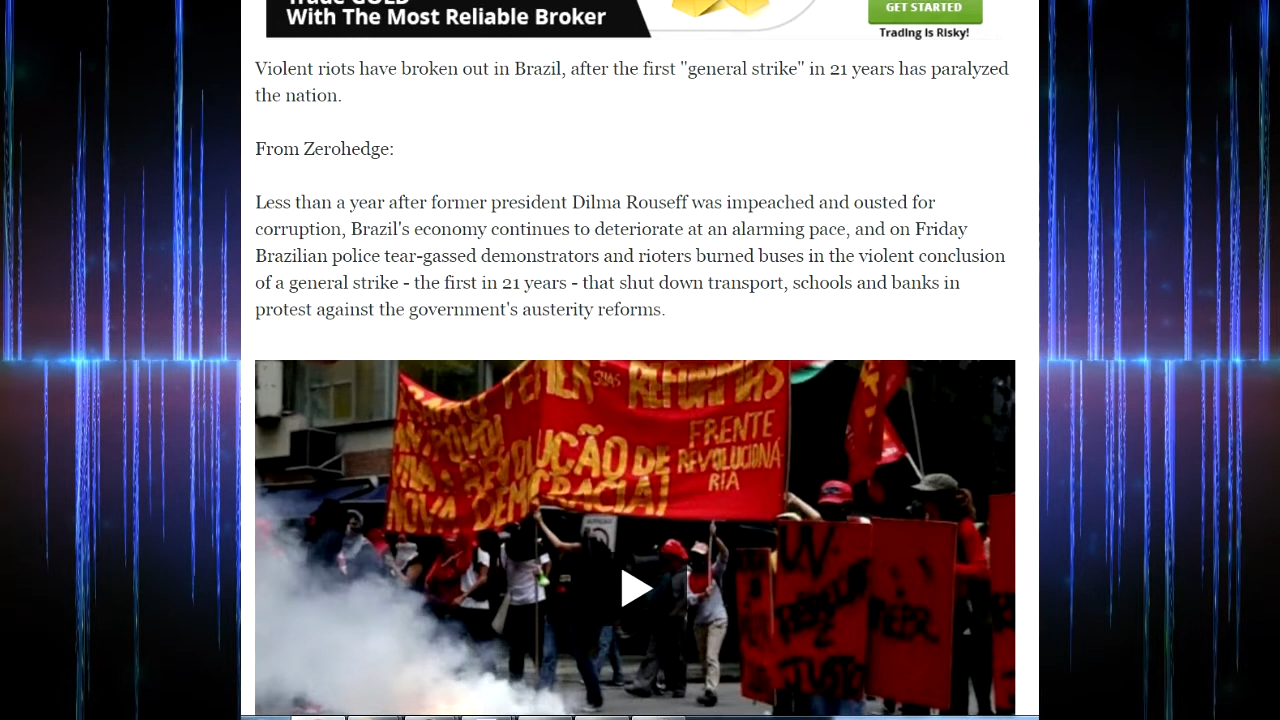 Trade GOLD
With The Most Reliable Broker
GET STARTED
Trading Is Risky!
Violent riots have broken out in Brazil, after the first "general strike" in 21 years has paralyzed
the nation.
From Zerohedge:
Less than a year after former president Dilma Rouseff was impeached and ousted for
corruption, Brazil's economy continues to deteriorate at an alarming pace, and on Friday
Brazilian police tear-gassed demonstrators and rioters burned buses in the violent conclusion
of a general strike - the first in 21 years - that shut down transport, schools and banks in
protest against the government's austerity reforms.
SUAS REFORMAS
FRENTE
REVOLUCIONÁ
RIA
DE
NOVA DEMOCRACIA!